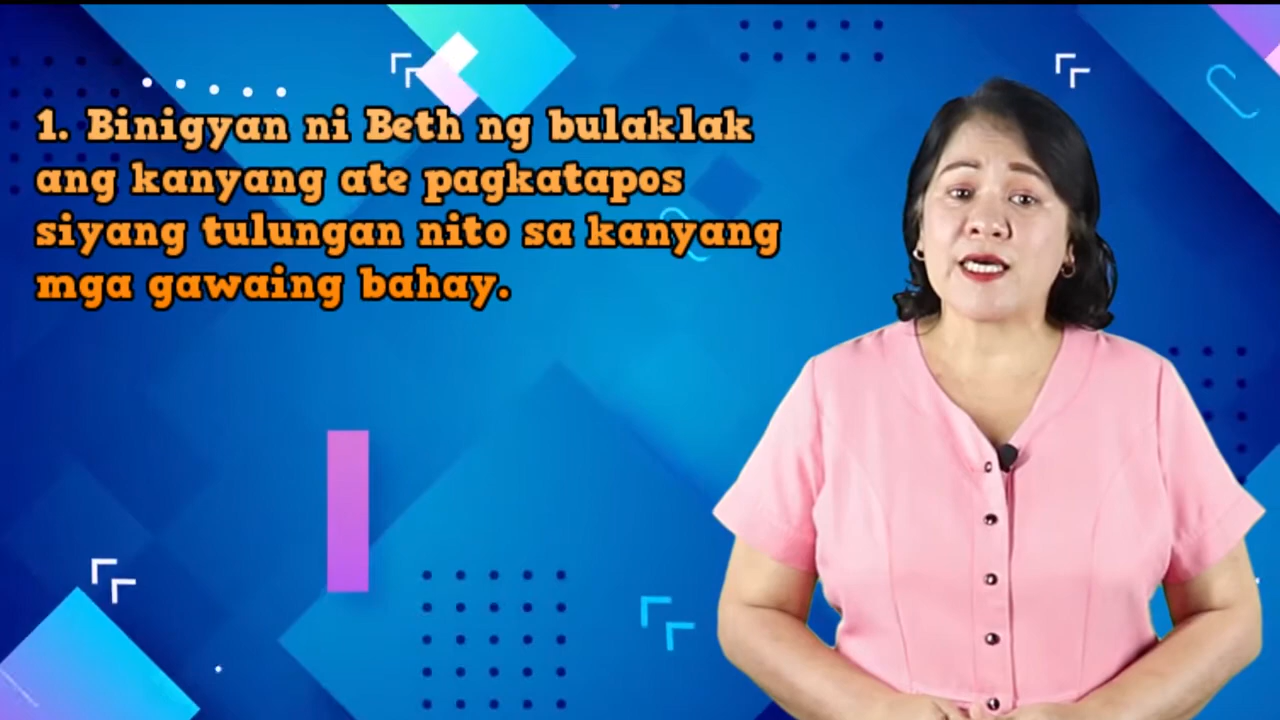 1. Binigyan ni Beth ng bulaklak
ang kanyang ate pagkatapos
siyang tulungan nito sa kanyang
mga gawaing bahay.